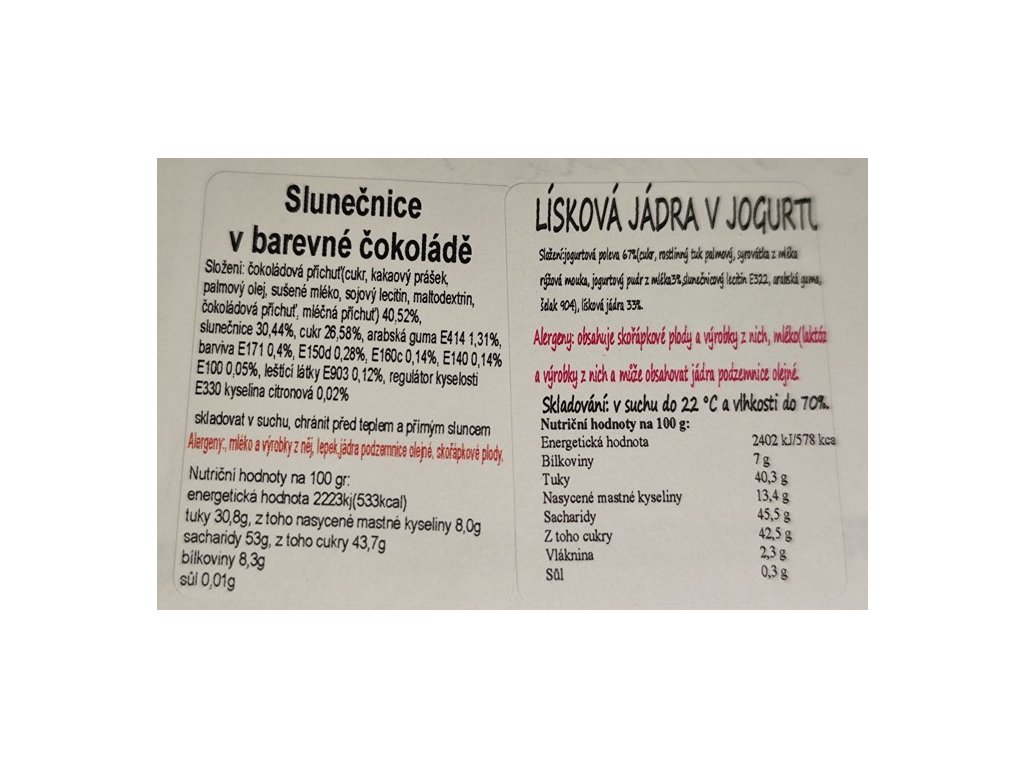 Slunečnice
v barevné čokoládě
Složení: čokoládová příchuť(cukr, kakaový prášek,
palmový olej, sušené mléko, sojový lecitin, maltodextrin,
čokoládová příchuť, mléčná příchuť) 40,52%,
slunečnice 30,44%, cukr 26,58%, arabská guma E414 1,31%,
barviva E171 0,4%, E150d 0,28%, E160c 0,14%, E140 0,14%
E100 0,05%, leštící látky E903 0,12%, regulátor kyselosti
E330 kyselina citronová 0,02%
skladovat v suchu, chránit před teplem a přímým sluncem
Alergeny:, mléko a výrobky z něj, lepek,jádra podzemnice olejné, skořápkové plody,
Nutriční hodnoty na 100 gr:
energetická hodnota 2223kj(533kcal)
tuky 30,8g, z toho nasycené mastné kyseliny 8,0g
sacharidy 53g, z toho cukry 43,7g
bílkoviny 8,3g
sůl 0,01g
LÍSKOVÁ JÁDRA V JOGURTU
Složení:jogurtová poleva 67%(cukr, rostlinný tuk palmový, syrovátka z mléka
rýžová mouka, jogurtový pudr z mléka3%,slunečnicový lecitin E322, arabská guma,
šelak 904), lísková jádra 33%.
Alergeny: obsahuje skořápkové plody a výrobky z nich, mléko(laktóz
a výrobky z nich a může obsahovat jádra podzemnice olejné.
Skladování: v suchu do 22 °C a vlhkosti do 70%.
Nutriční hodnoty na 100 g:
Energetická hodnota 2402 kJ/578 kca
Bílkoviny 7 g
Tuky 40,3 g
Nasycené mastné kyseliny 13,4 g
Sacharidy 45,5 g
Z toho cukry 42,5 g
Vláknina 2,3 g
Sůl 0,3 g